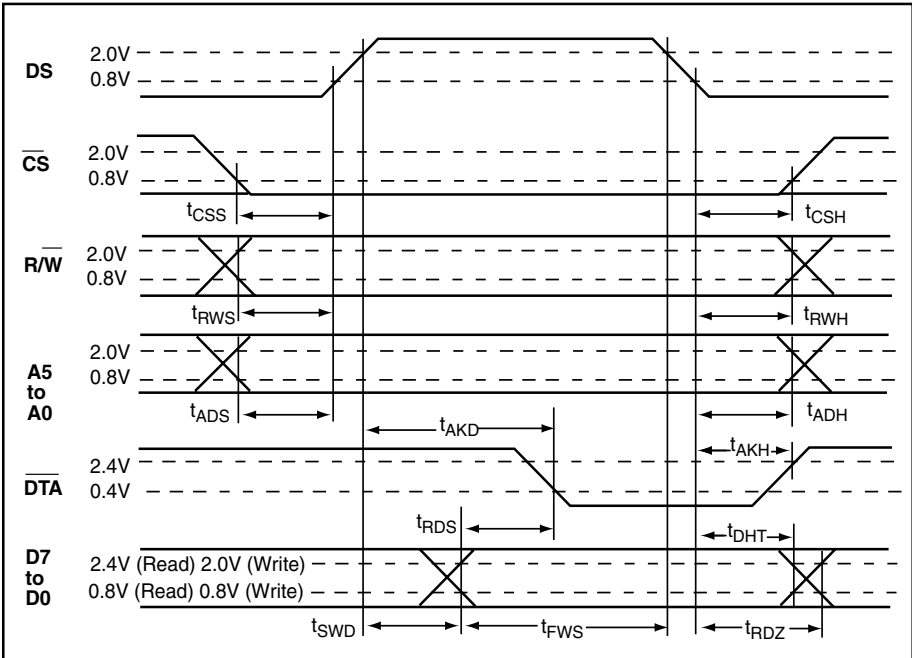 DS
2.0V
0.8V
CS
2.0V
0.8V
tCSS
tCSH
R/W
2.0V
0.8V
tRWS
tRWH
A5
to
A0
2.0V
0.8V
tADS
tADH
tAKD
tAKH
DTA
2.4V
0.4V
tRDS
tDHT
D7
to
D0
2.4V (Read) 2.0V (Write)
0.8V (Read) 0.8V (Write)
tSWD
tFWS
tRDZ